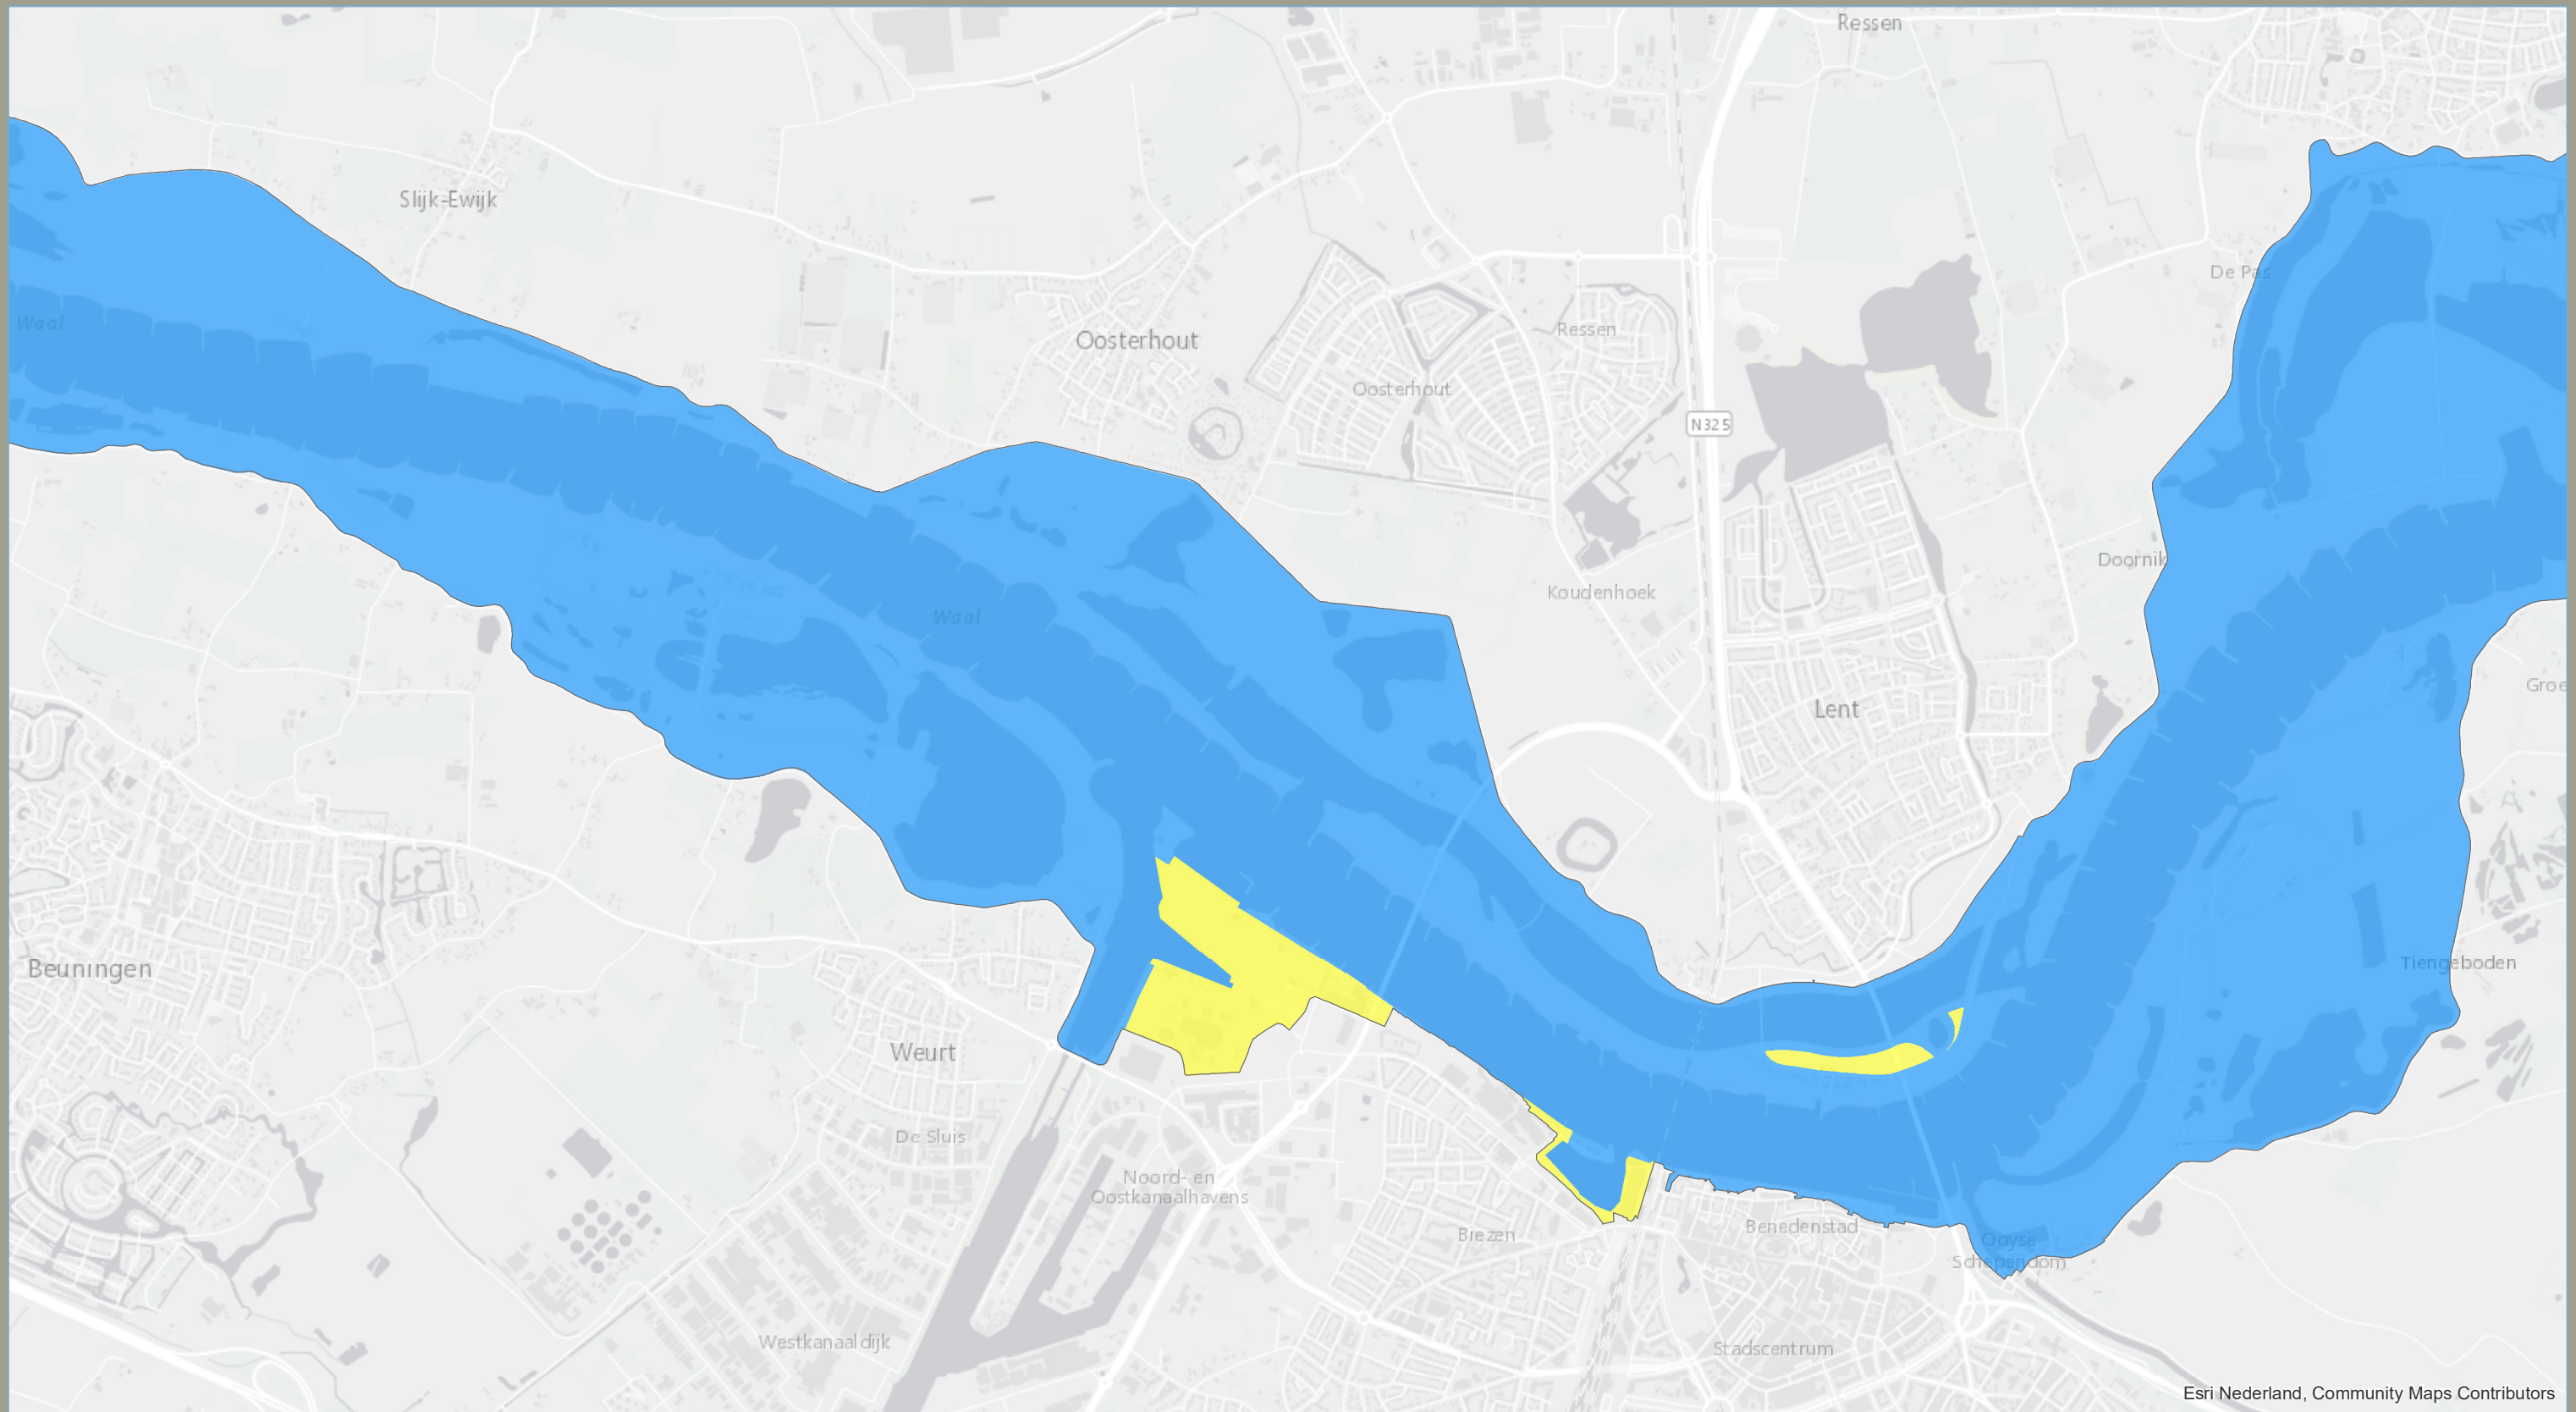 Ressen
Slijk-Ewijk
De Pas
Waal
Ressen
Oosterhout
Oosterhout
N325
Doornik
Koudenhoek
Waal
Groe
Lent
Beuningen
Tiengeboden
Weurt
De Sluis
Noord- en
Oostkanaalhavens
Biezen
Benedenstad
Ooyse
Schependom
Westkanaaldijk
Stadscentrum
Esri Nederland, Community Maps Contributors